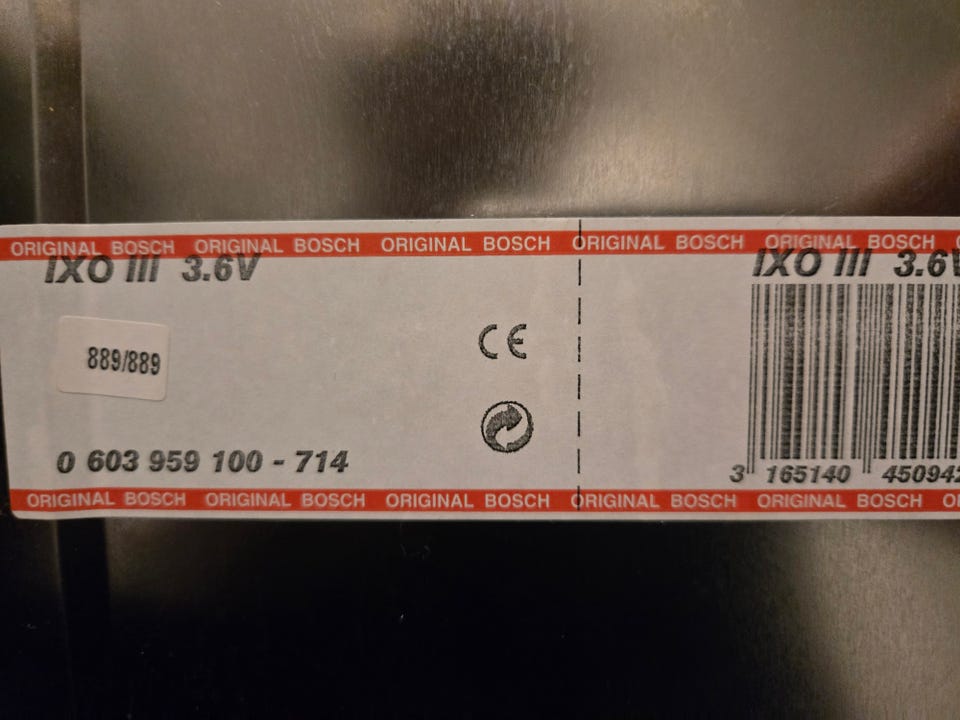 ORIGINAL BOSCH ORIGINAL BOSCH ORIGINAL BOSCH ORIGINAL BOSCH ORIGINAL BOSCH
IXO III 3.6V
IXO III 3.6V
889/889
CE
0 603 959 100 - 714
3 165140 450942
ORIGINAL BOSCH ORIGINAL BOSCH ORIGINAL BOSCH ORIGINAL BOSCH ORIGINAL BOSCH